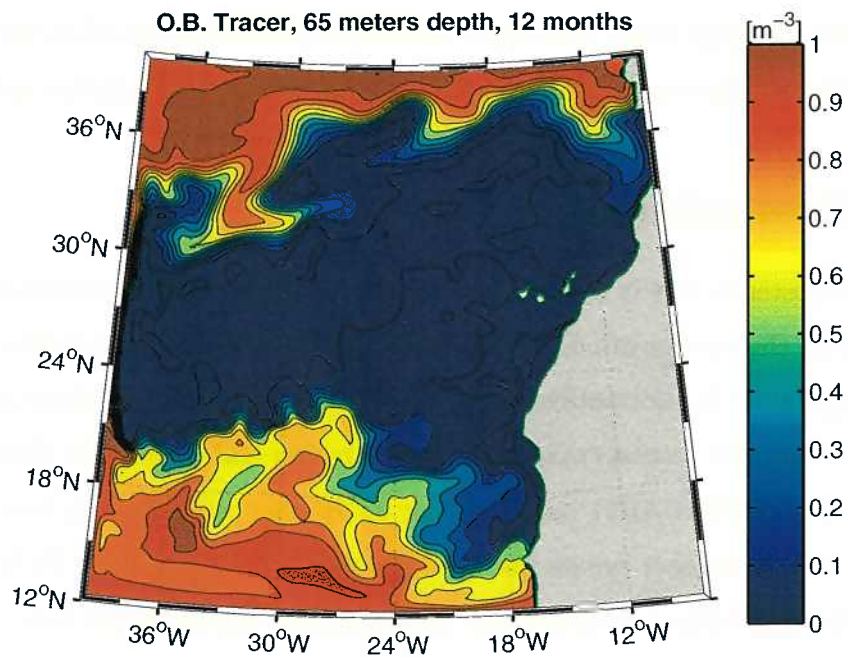 O.B. Tracer, 65 meters depth, 12 months
[m⁻³]
1
0.9
0.8
0.7
0.6
0.5
0.4
0.3
0.2
0.1
0
36°N
30°N
24°N
18°N
12°N
36°W
30°W
24°W
18°W
12°W